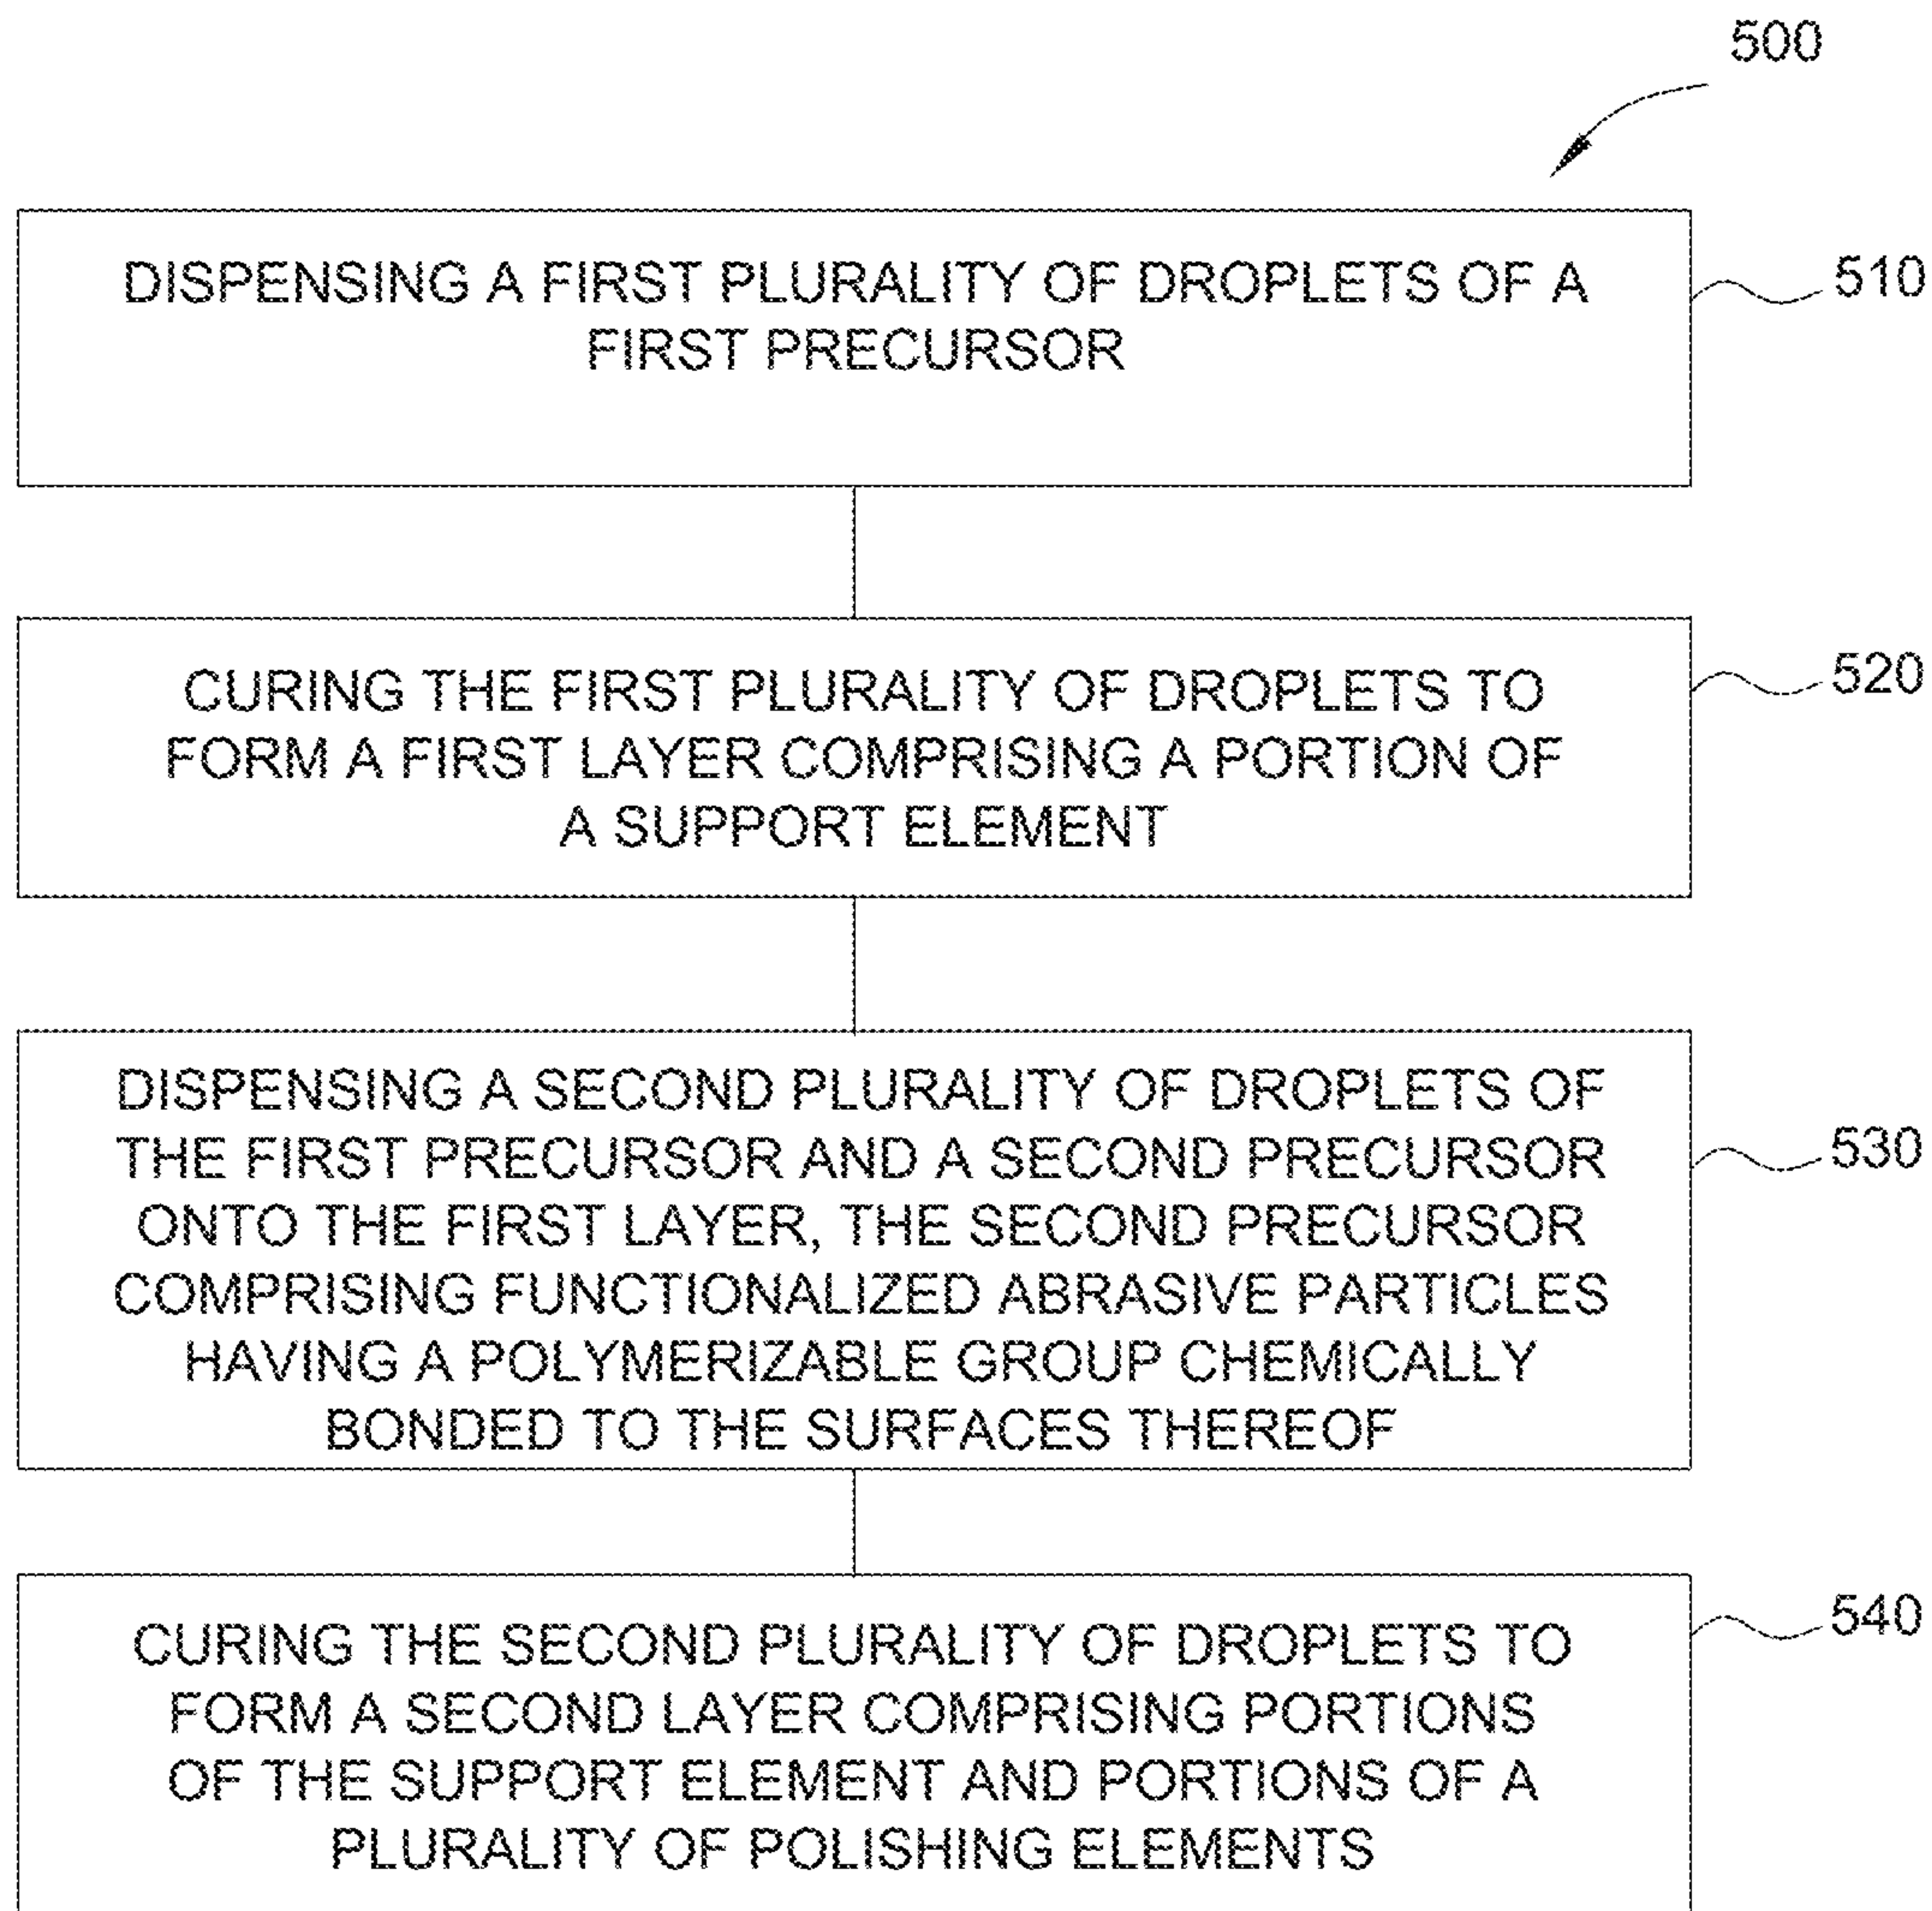 500
DISPENSING A FIRST PLURALITY OF DROPLETS OF A
FIRST PRECURSOR
510
CURING THE FIRST PLURALITY OF DROPLETS TO
FORM A FIRST LAYER COMPRISING A PORTION OF
A SUPPORT ELEMENT
520
DISPENSING A SECOND PLURALITY OF DROPLETS OF
THE FIRST PRECURSOR AND A SECOND PRECURSOR
ONTO THE FIRST LAYER, THE SECOND PRECURSOR
COMPRISING FUNCTIONALIZED ABRASIVE PARTICLES
HAVING A POLYMERIZABLE GROUP CHEMICALLY
BONDED TO THE SURFACES THEREOF
530
CURING THE SECOND PLURALITY OF DROPLETS TO
FORM A SECOND LAYER COMPRISING PORTIONS
OF THE SUPPORT ELEMENT AND PORTIONS OF A
PLURALITY OF POLISHING ELEMENTS
540